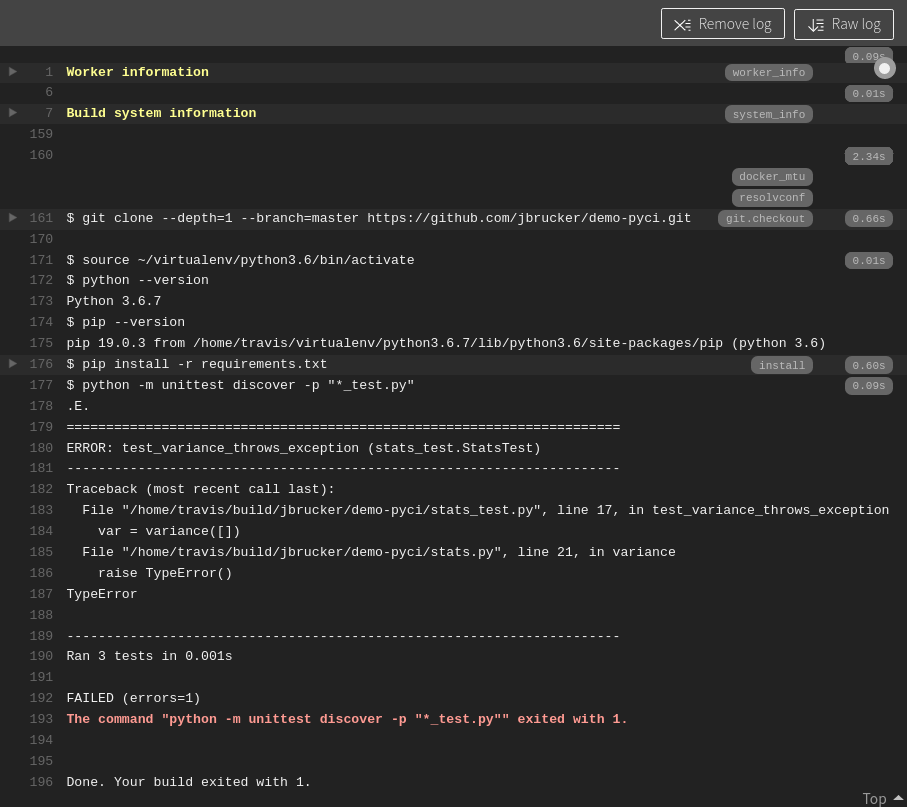 Remove log
Raw log
0.09s
1 Worker information worker_info
6 0.01s
7 Build system information system_info
159
160 2.34s
docker_mtu
resolvconf
161 $ git clone --depth=1 --branch=master https://github.com/jbrucker/demo-pyci.git git.checkout 0.66s
170
171 $ source ~/virtualenv/python3.6/bin/activate 0.01s
172 $ python --version
173 Python 3.6.7
174 $ pip --version
175 pip 19.0.3 from /home/travis/virtualenv/python3.6.7/lib/python3.6/site-packages/pip (python 3.6)
176 $ pip install -r requirements.txt install 0.60s
177 $ python -m unittest discover -p "*_test.py" 0.09s
178 .E.
179 ======================================================================
180 ERROR: test_variance_throws_exception (stats_test.StatsTest)
181 ----------------------------------------------------------------------
182 Traceback (most recent call last):
183 File "/home/travis/build/jbrucker/demo-pyci/stats_test.py", line 17, in test_variance_throws_exception
184 var = variance([])
185 File "/home/travis/build/jbrucker/demo-pyci/stats.py", line 21, in variance
186 raise TypeError()
187 TypeError
188
189 ----------------------------------------------------------------------
190 Ran 3 tests in 0.001s
191
192 FAILED (errors=1)
193 The command "python -m unittest discover -p "*_test.py"" exited with 1.
194
195
196 Done. Your build exited with 1.
Top